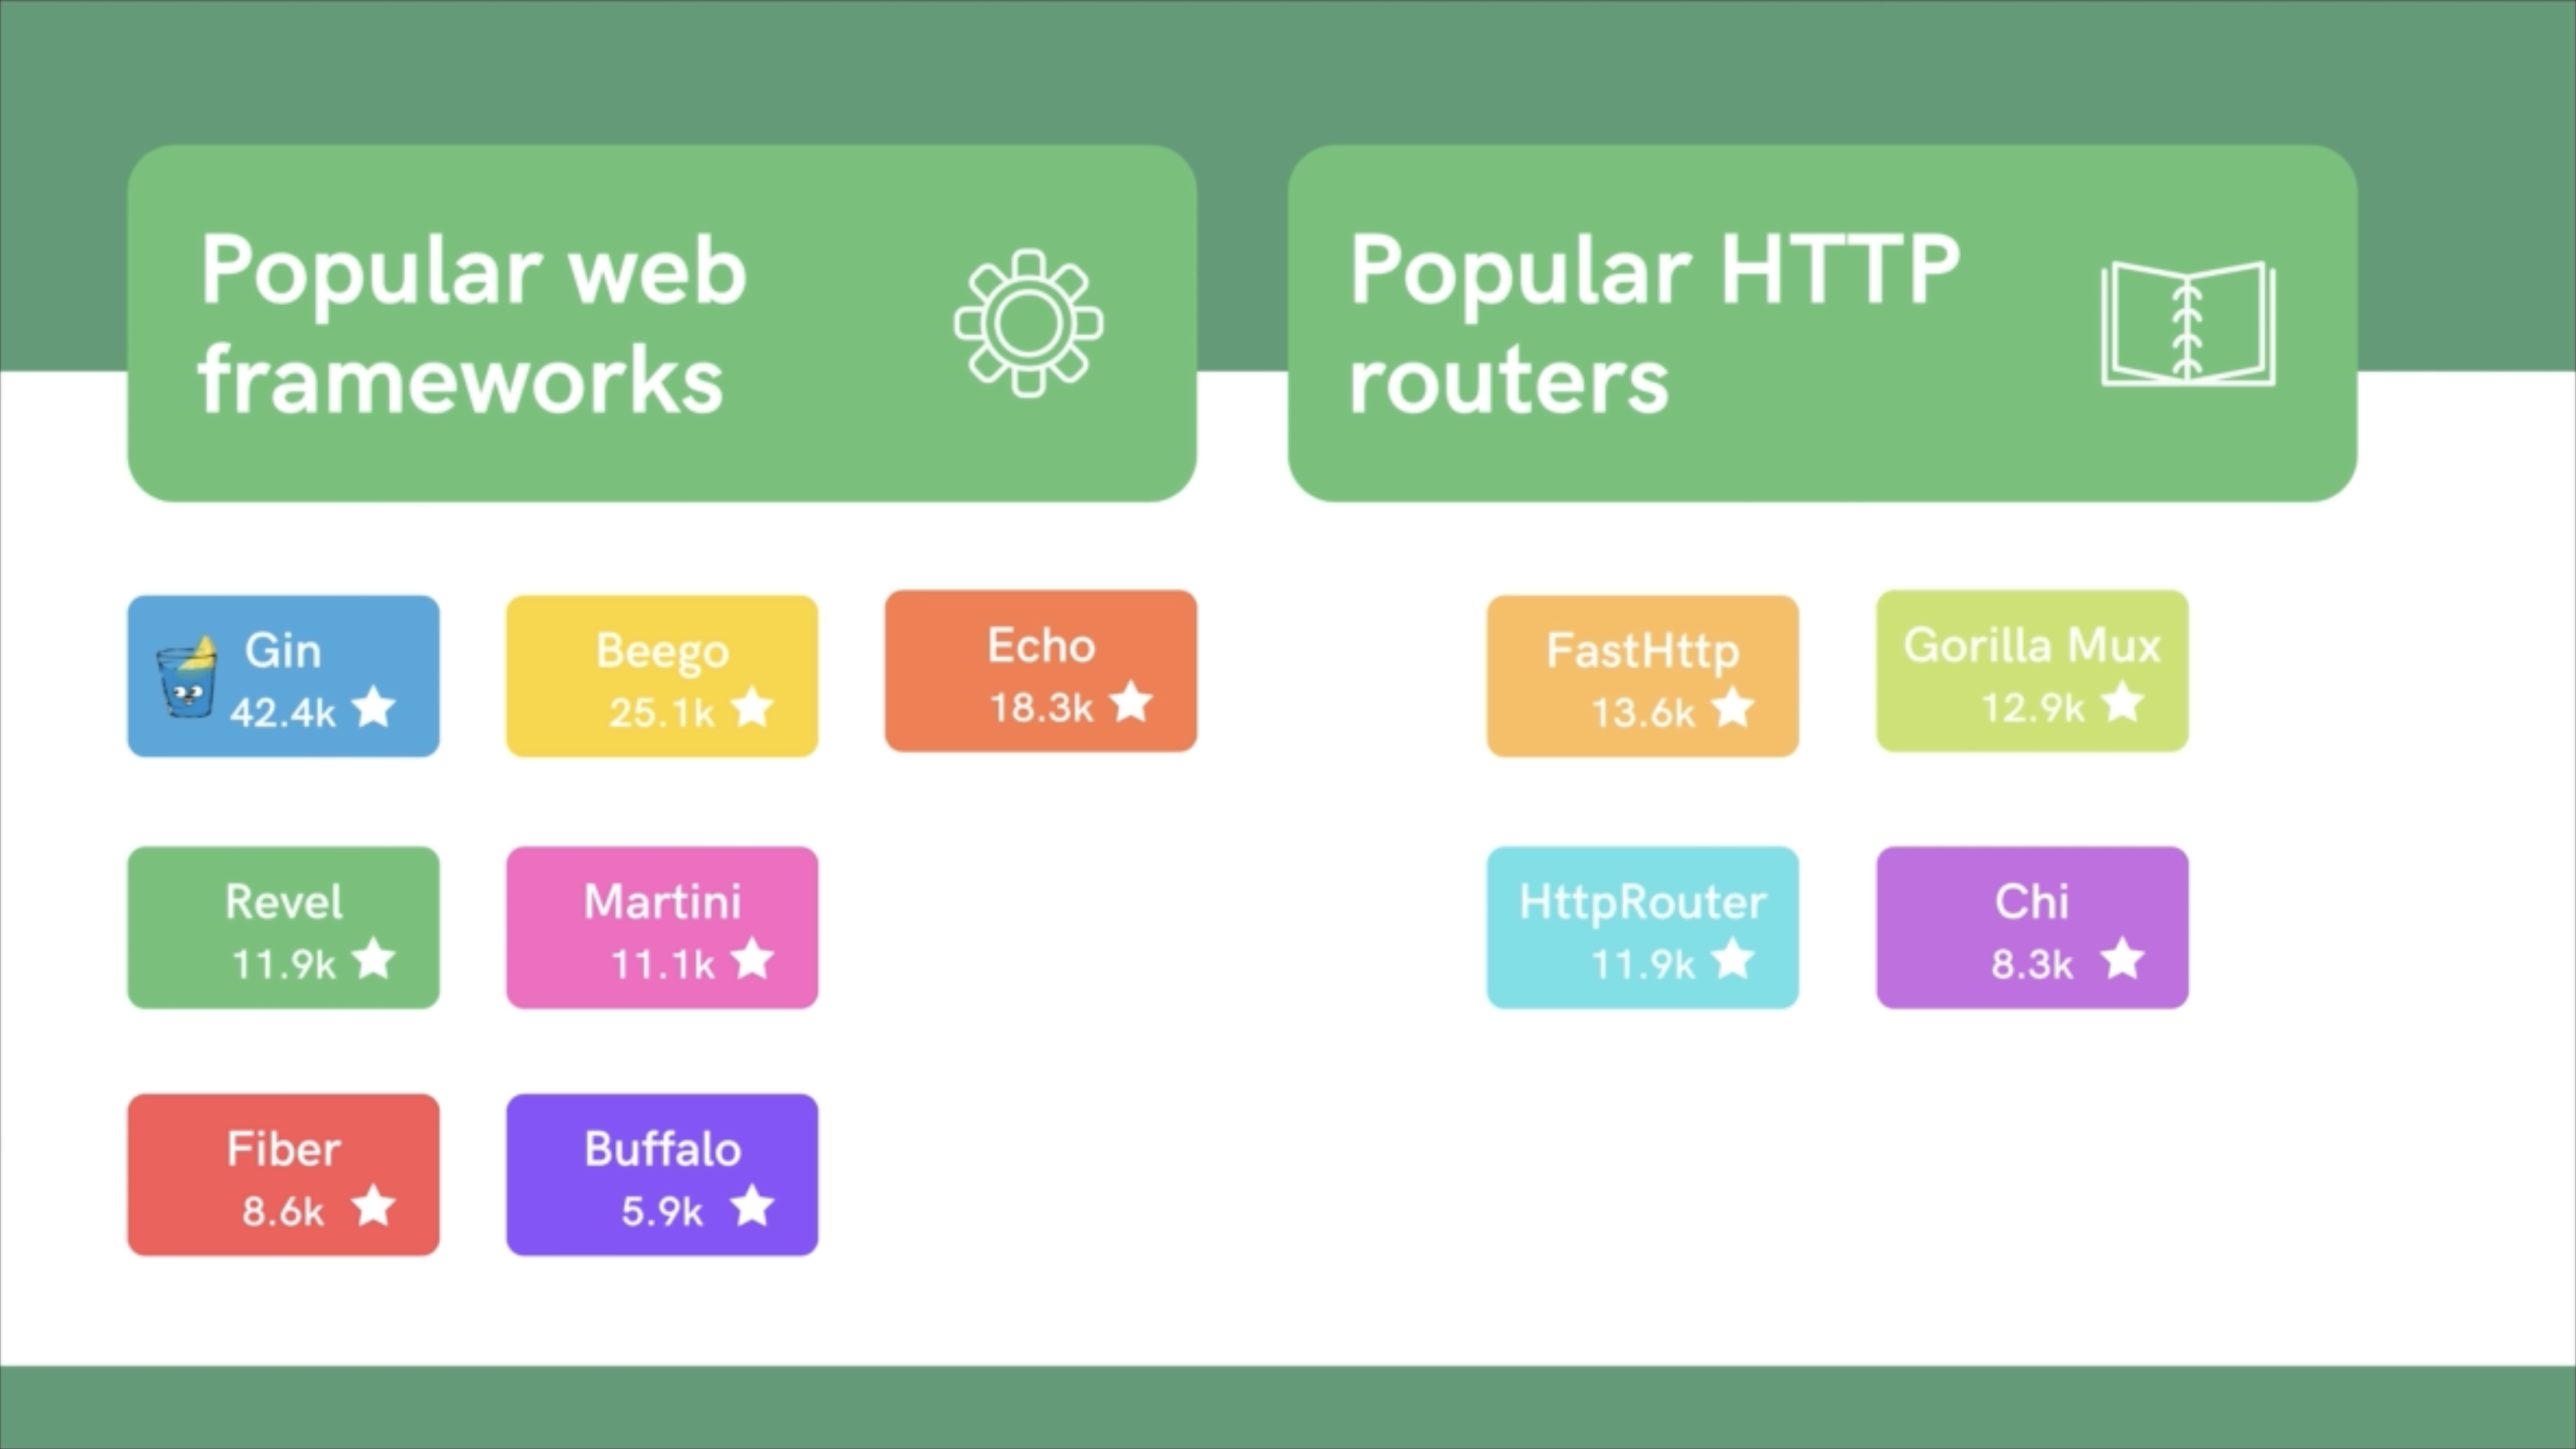 Popular web
frameworks
Popular HTTP
routers
Gin
42.4k
Beego
25.1k
Echo
18.3k
FastHttp
13.6k
Gorilla Mux
12.9k
Revel
11.9k
Martini
11.1k
HttpRouter
11.9k
Chi
8.3k
Fiber
8.6k
Buffalo
5.9k